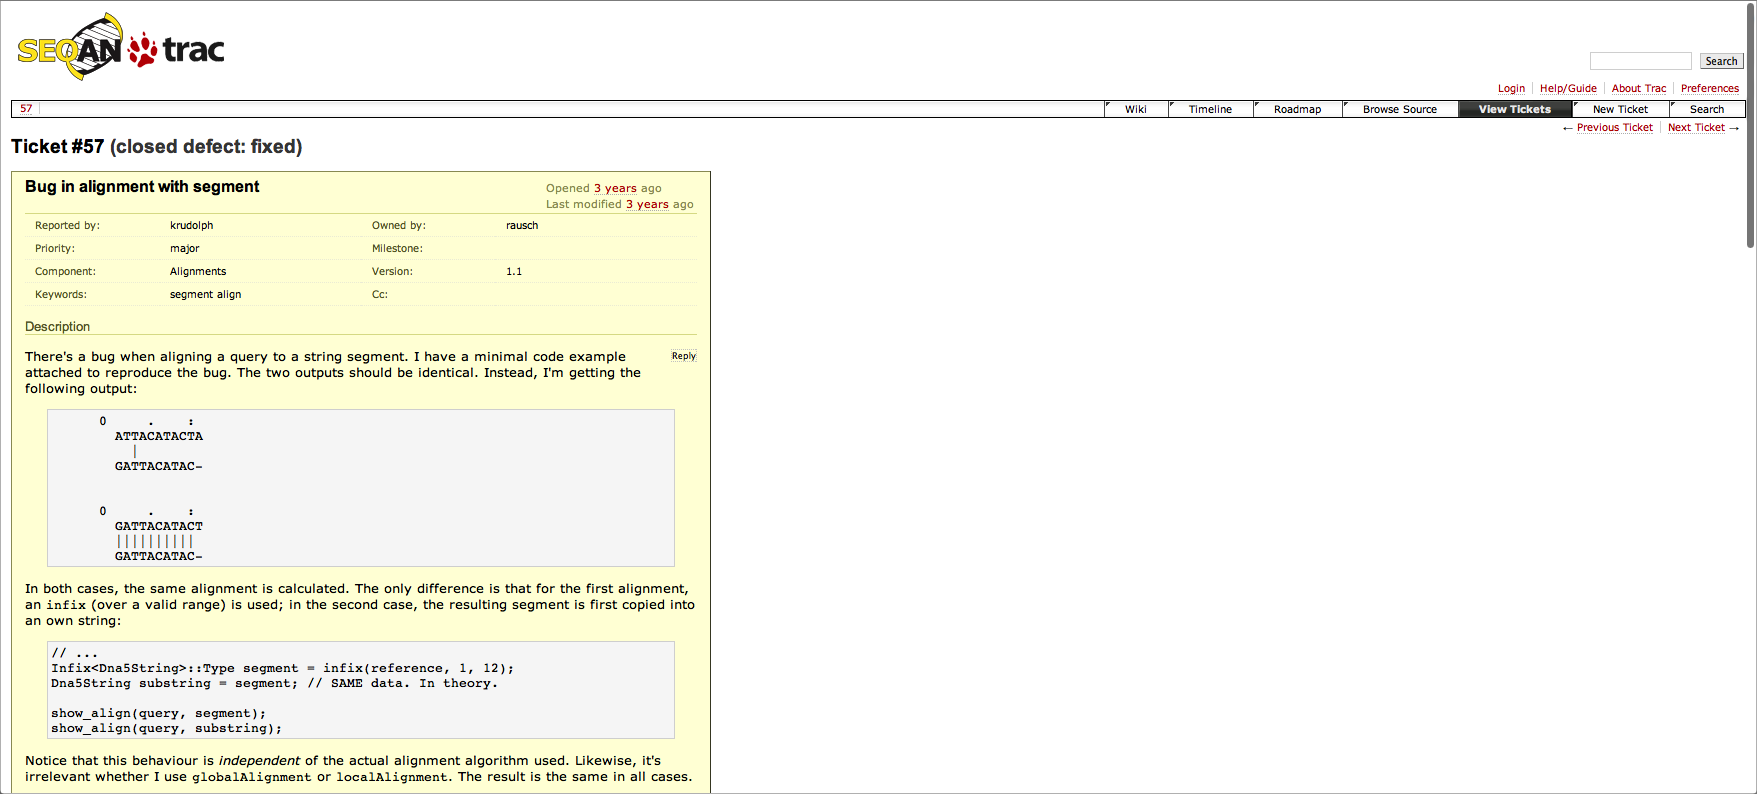 SEQAN trac
Search
Login Help/Guide About Trac Preferences
57 Wiki Timeline Roadmap Browse Source View Tickets New Ticket Search
← Previous Ticket Next Ticket →
Ticket #57 (closed defect: fixed)
Bug in alignment with segment
Opened 3 years ago
Last modified 3 years ago
Reported by: krudolph Owned by: rausch
Priority: major Milestone:
Component: Alignments Version: 1.1
Keywords: segment align Cc:
Description
There's a bug when aligning a query to a string segment. I have a minimal code example Reply
attached to reproduce the bug. The two outputs should be identical. Instead, I'm getting the
following output:
0 . :
ATTACATACTA
|
GATTACATAC-
0 . :
GATTACATACT
||||||||||
GATTACATAC-
In both cases, the same alignment is calculated. The only difference is that for the first alignment,
an infix (over a valid range) is used; in the second case, the resulting segment is first copied into
an own string:
// ...
Infix<Dna5String>::Type segment = infix(reference, 1, 12);
Dna5String substring = segment; // SAME data. In theory.
show_align(query, segment);
show_align(query, substring);
Notice that this behaviour is independent of the actual alignment algorithm used. Likewise, it's
irrelevant whether I use globalAlignment or localAlignment. The result is the same in all cases.